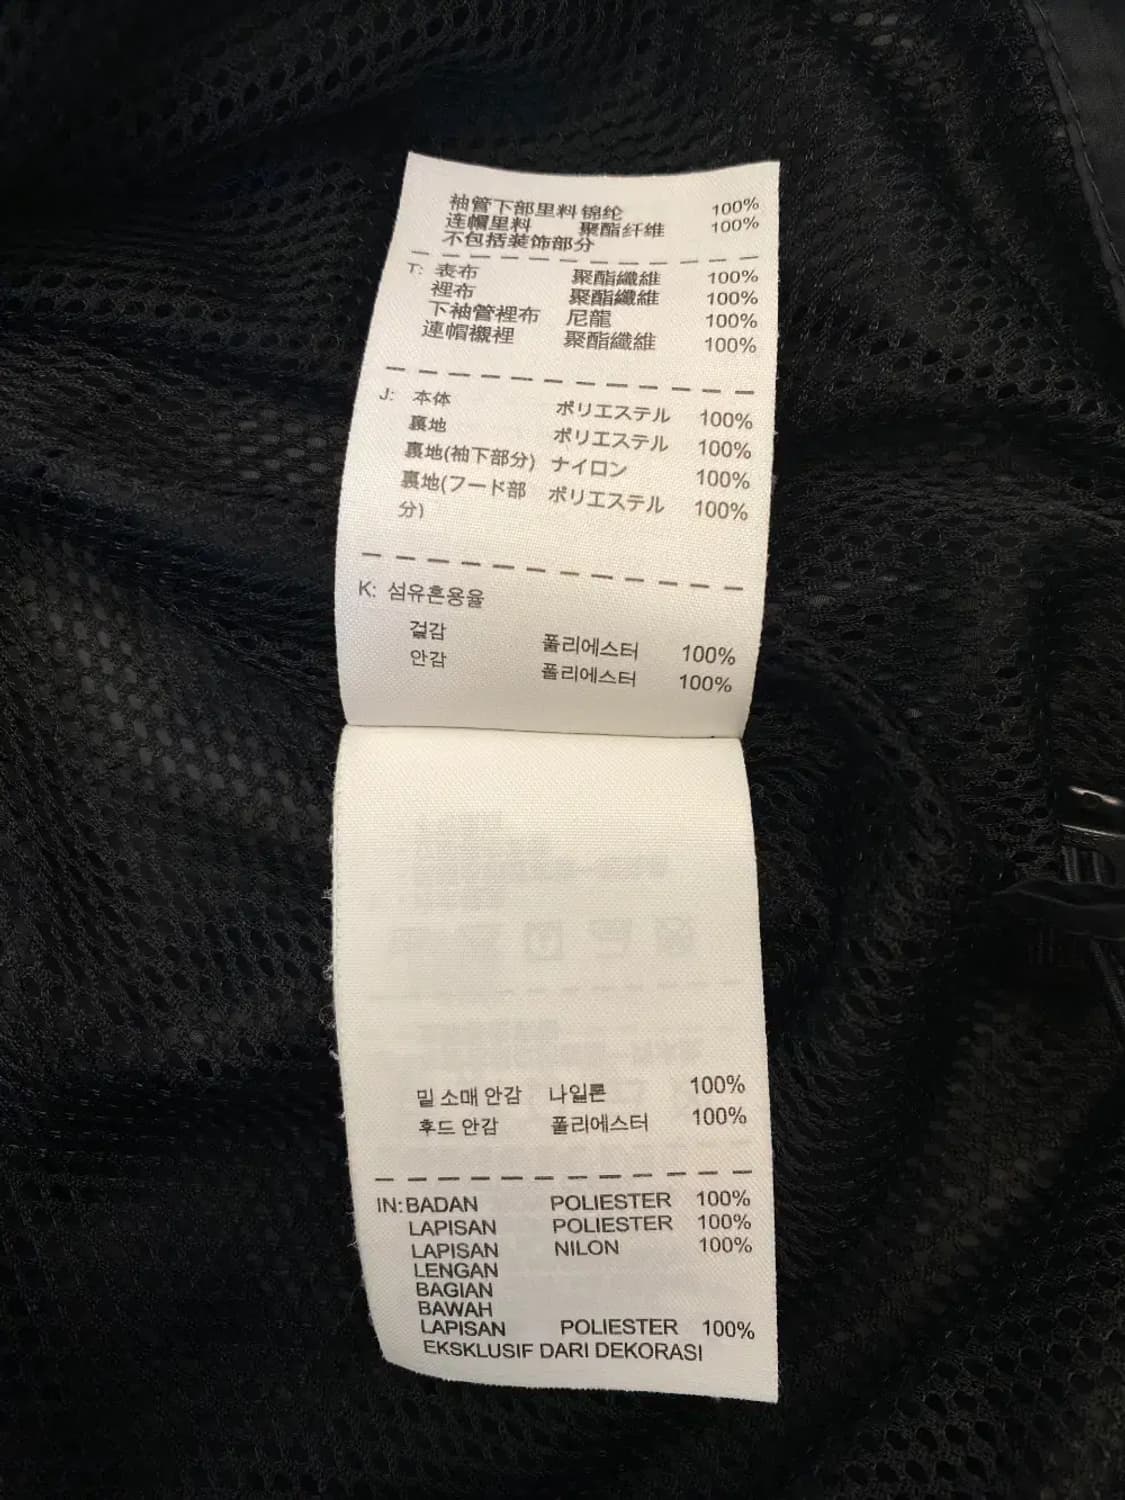 袖管下部里料 锦纶 100%
连帽里料 聚酯纤维 100%
不包括装饰部分
T: 表布 聚酯纖維 100%
裡布 聚酯纖維 100%
下袖管裡布 尼龍 100%
連帽襯裡 聚酯纖維 100%
J: 本体 ポリエステル 100%
裏地 ポリエステル 100%
裏地(袖下部分) ナイロン 100%
裏地(フード部 ポリエステル 100%
分)
K: 섬유혼용율
겉감 폴리에스터 100%
안감 폴리에스터 100%
밑 소매 안감 나일론 100%
후드 안감 폴리에스터 100%
IN: BADAN POLIESTER 100%
LAPISAN POLIESTER 100%
LAPISAN NILON 100%
LENGAN
BAGIAN
BAWAH
LAPISAN POLIESTER 100%
EKSKLUSIF DARI DEKORASI